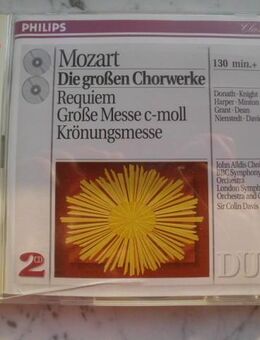 PHILIPS
Mozart
130 min.+
Die großen Chorwerke
Requiem
Große Messe c-moll
Krönungsmesse
Donath · Knight
Harper · Minton
Grant · Dean
Nienstedt · Davi
John Alldis Cho
BBC Symphony
Orchestra
London Symph
Orchestra and C
Sir Colin Davis
2 CD
DU